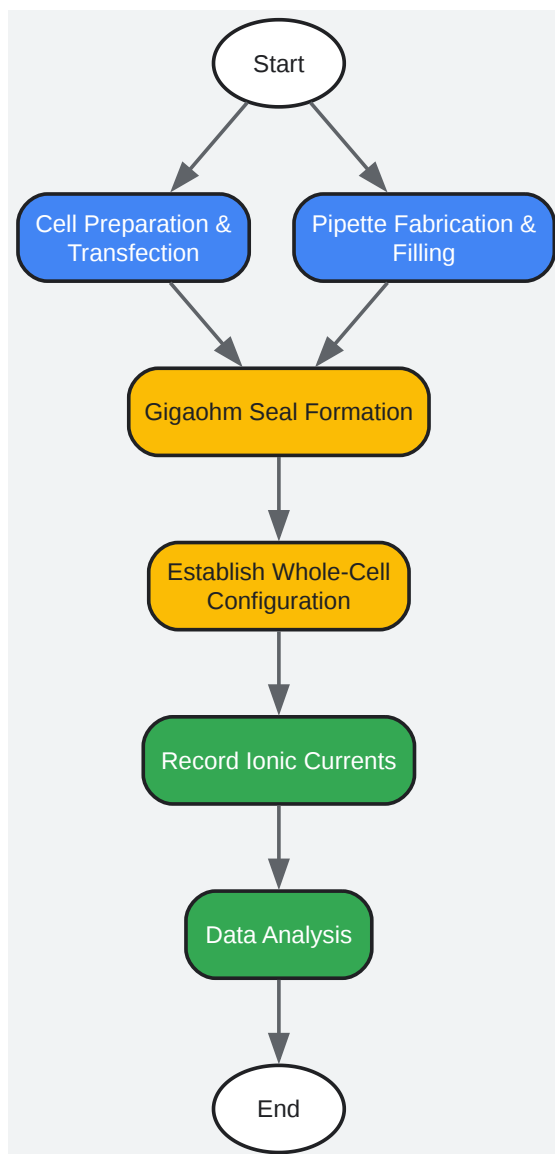 Start
Cell Preparation &
Transfection
Pipette Fabrication &
Filling
Gigaohm Seal Formation
Establish Whole-Cell
Configuration
Record Ionic Currents
Data Analysis
End